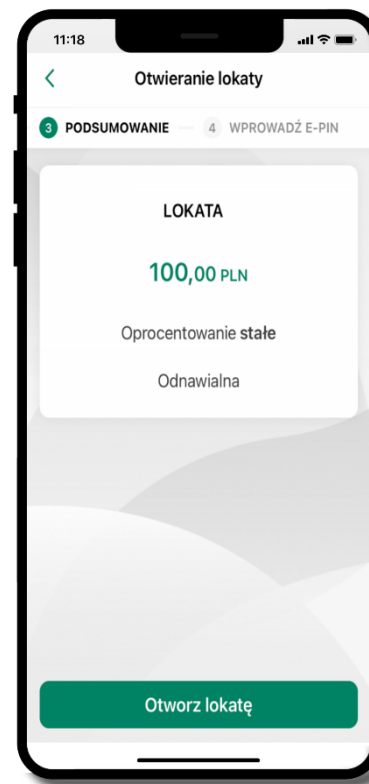 11:18
Otwieranie lokaty
3 PODSUMOWANIE 4 WPROWADŹ E-PIN
LOKATA
100,00 PLN
Oprocentowanie stałe
Odnawialna
Otworz lokatę